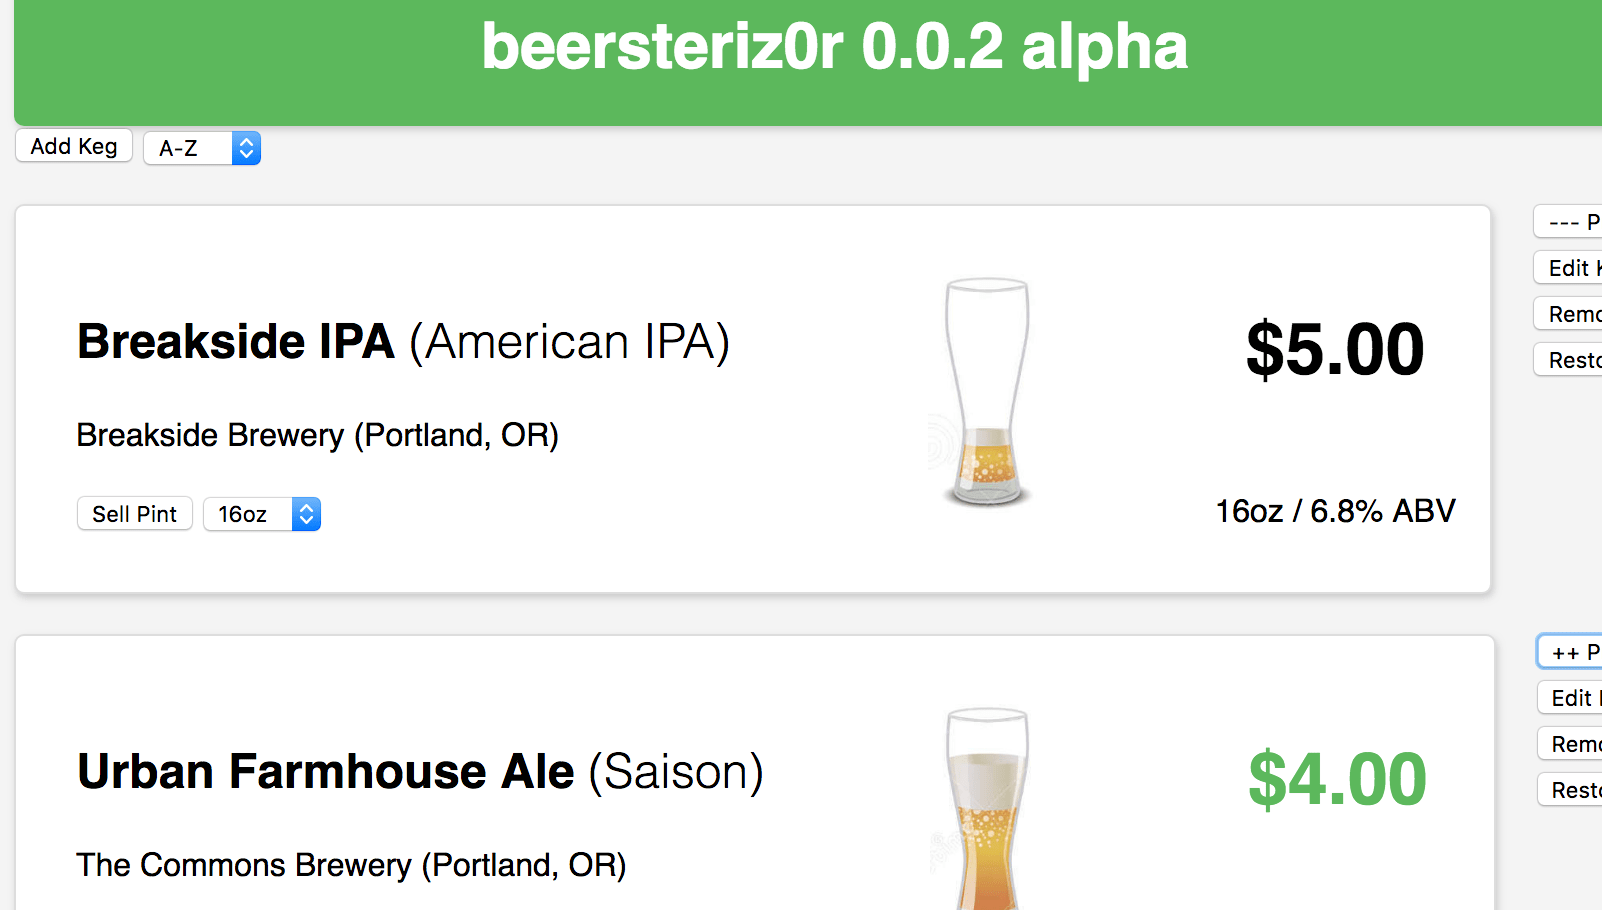 beersteriz0r 0.0.2 alpha
Add Keg A-Z
--- P
Edit K
Remo
Resto
Breakside IPA (American IPA)
$5.00
Breakside Brewery (Portland, OR)
Sell Pint 16oz
16oz / 6.8% ABV
++ P
Edit
Remo
Resto
Urban Farmhouse Ale (Saison)
$4.00
The Commons Brewery (Portland, OR)